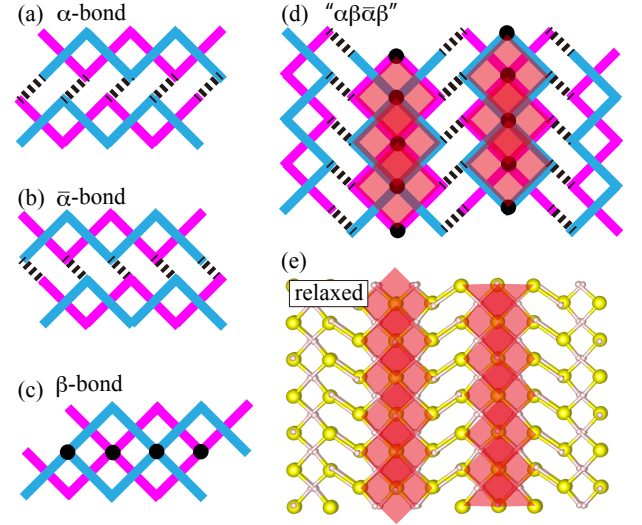 (a) α-bond
(b) ᾱ-bond
(c) β-bond
(d) “αβᾱβ”
(e)
relaxed